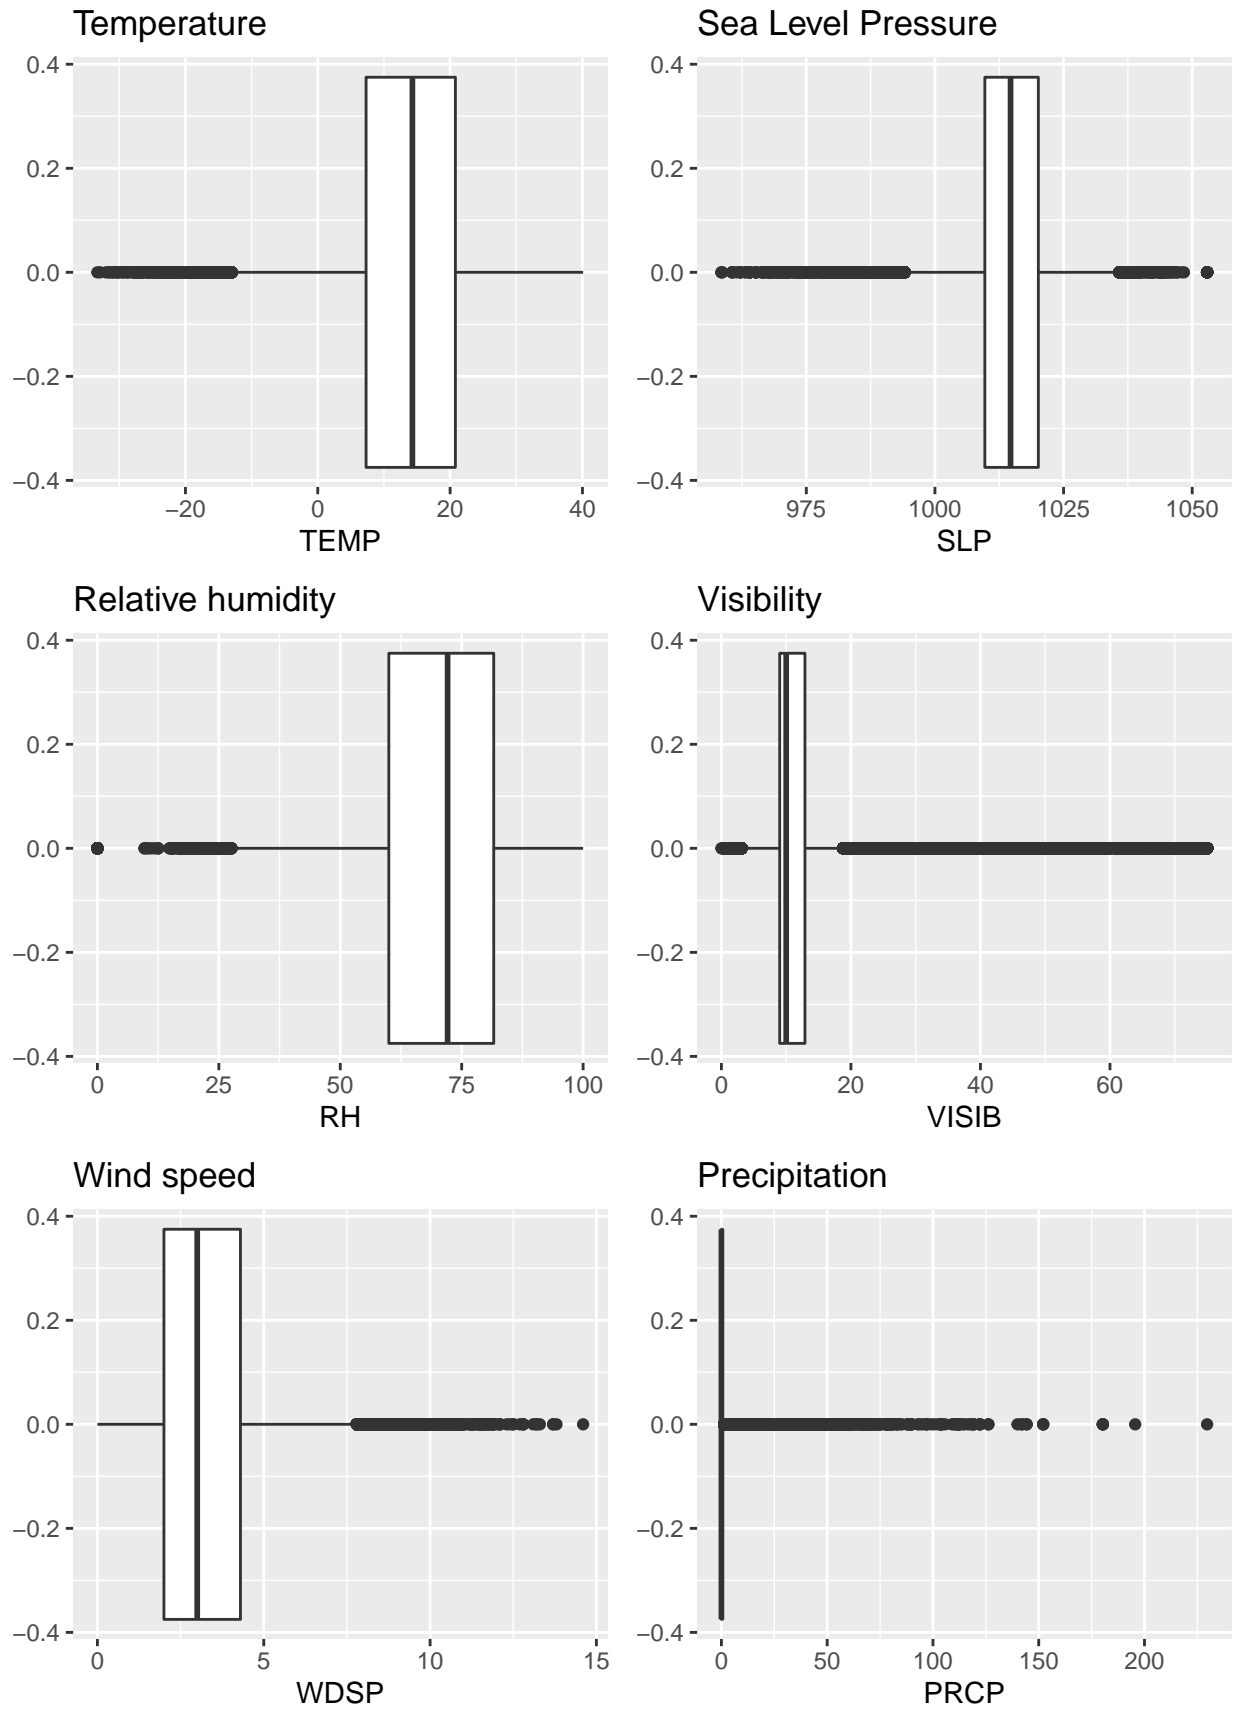 Temperature
0.4
0.2
0.0
−0.2
−0.4
−20 0 20 40
TEMP
Sea Level Pressure
0.4
0.2
0.0
−0.2
−0.4
975 1000 1025 1050
SLP
Relative humidity
0.4
0.2
0.0
−0.2
−0.4
0 25 50 75 100
RH
Visibility
0.4
0.2
0.0
−0.2
−0.4
0 20 40 60
VISIB
Wind speed
0.4
0.2
0.0
−0.2
−0.4
0 5 10 15
WDSP
Precipitation
0.4
0.2
0.0
−0.2
−0.4
0 50 100 150 200
PRCP